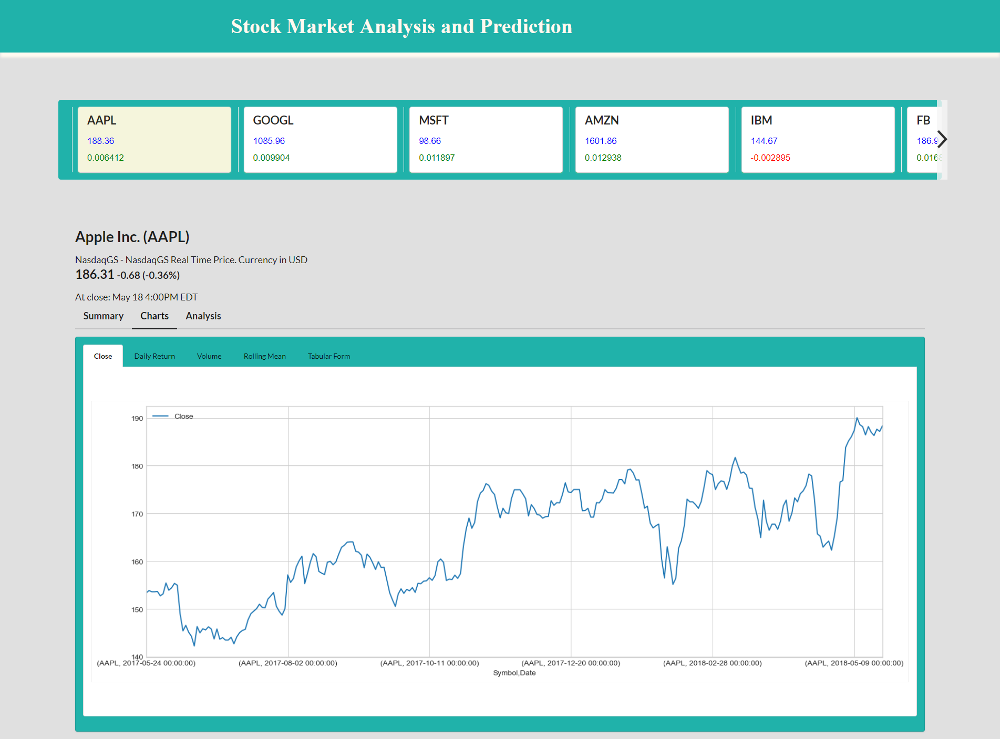 Stock Market Analysis and Prediction
AAPL
188.36
0.006412
GOOGL
1085.96
0.009904
MSFT
98.66
0.011897
AMZN
1601.86
0.012938
IBM
144.67
-0.002895
FB
186.9
0.016
Apple Inc. (AAPL)
NasdaqGS - NasdaqGS Real Time Price. Currency in USD
186.31 -0.68 (-0.36%)
At close: May 18 4:00PM EDT
Summary Charts Analysis
Close Daily Return Volume Rolling Mean Tabular Form
Close
190
180
170
160
150
140
(AAPL, 2017-05-24 00:00:00) (AAPL, 2017-08-02 00:00:00) (AAPL, 2017-10-11 00:00:00) (AAPL, 2017-12-20 00:00:00) (AAPL, 2018-02-28 00:00:00) (AAPL, 2018-05-09 00:00:00)
Symbol,Date